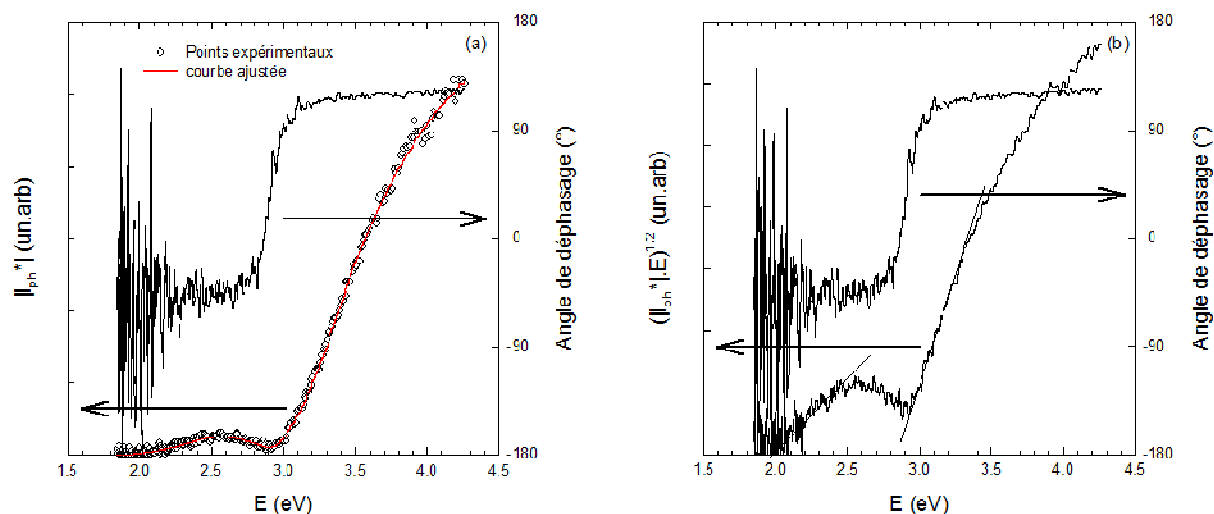 180
(a)
Points expérimentaux
courbe ajustée
90
0
-90
-180
|I_ph*| (un.arb)
Angle de déphasage (°)
1.5 2.0 2.5 3.0 3.5 4.0 4.5
E (eV)
180
(b)
90
0
-90
-180
(|I_ph*|.E)^1/2 (un.arb)
Angle de déphasage (°)
1.5 2.0 2.5 3.0 3.5 4.0 4.5
E (eV)